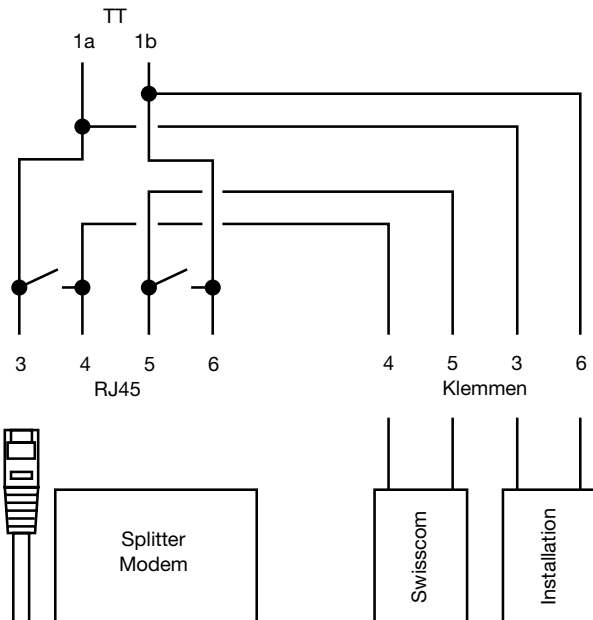 TT
1a 1b
3 4 5 6
RJ45
4 5 3 6
Klemmen
Splitter
Modem
Swisscom
Installation